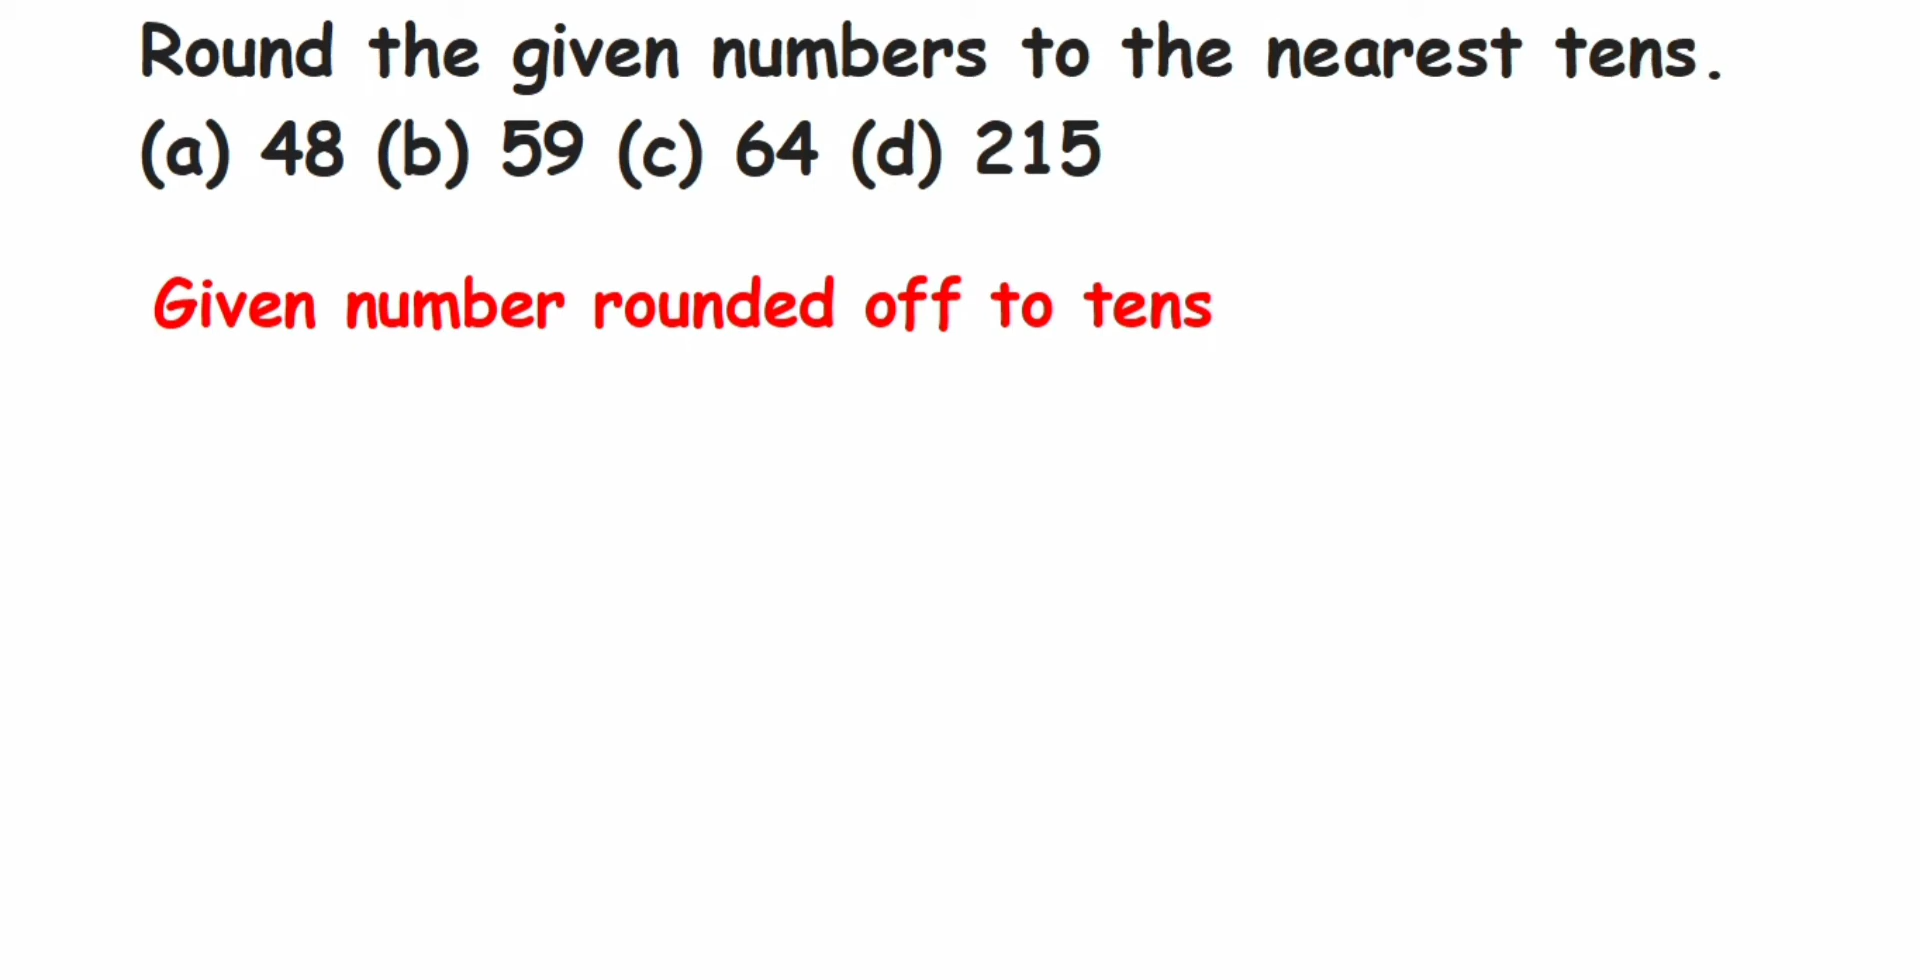 Round the given numbers to the nearest tens.
(a) 48 (b) 59 (c) 64 (d) 215
Given number rounded off to tens